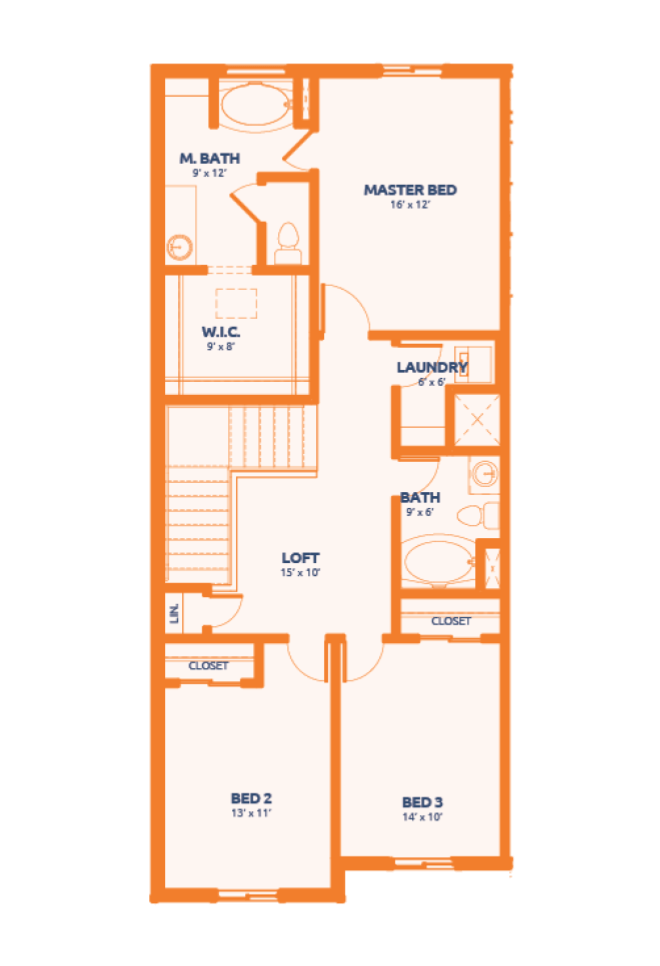 M. BATH
9' x 12'
MASTER BED
16' x 12'
W.I.C.
9' x 8'
LAUNDRY
6' x 6'
BATH
9' x 6'
LOFT
15' x 10'
LIN.
CLOSET
CLOSET
BED 2
13' x 11'
BED 3
14' x 10'